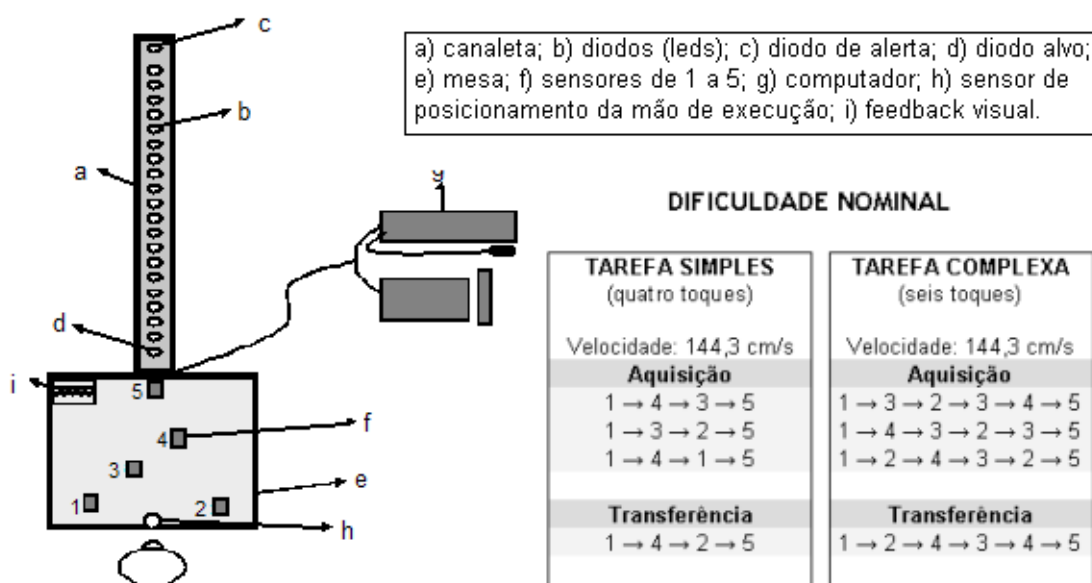 c
a) canaleta; b) diodos (leds); c) diodo de alerta; d) diodo alvo;
e) mesa; f) sensores de 1 a 5; g) computador; h) sensor de
posicionamento da mão de execução; i) feedback visual.
b
a
g
d
i
5
4
f
3
e
1
2
h
DIFICULDADE NOMINAL
TAREFA SIMPLES
(quatro toques)
Velocidade: 144,3 cm/s
Aquisição
1 → 4 → 3 → 5
1 → 3 → 2 → 5
1 → 4 → 1 → 5
Transferência
1 → 4 → 2 → 5
TAREFA COMPLEXA
(seis toques)
Velocidade: 144,3 cm/s
Aquisição
1 → 3 → 2 → 3 → 4 → 5
1 → 4 → 3 → 2 → 3 → 5
1 → 2 → 4 → 3 → 2 → 5
Transferência
1 → 2 → 4 → 3 → 4 → 5